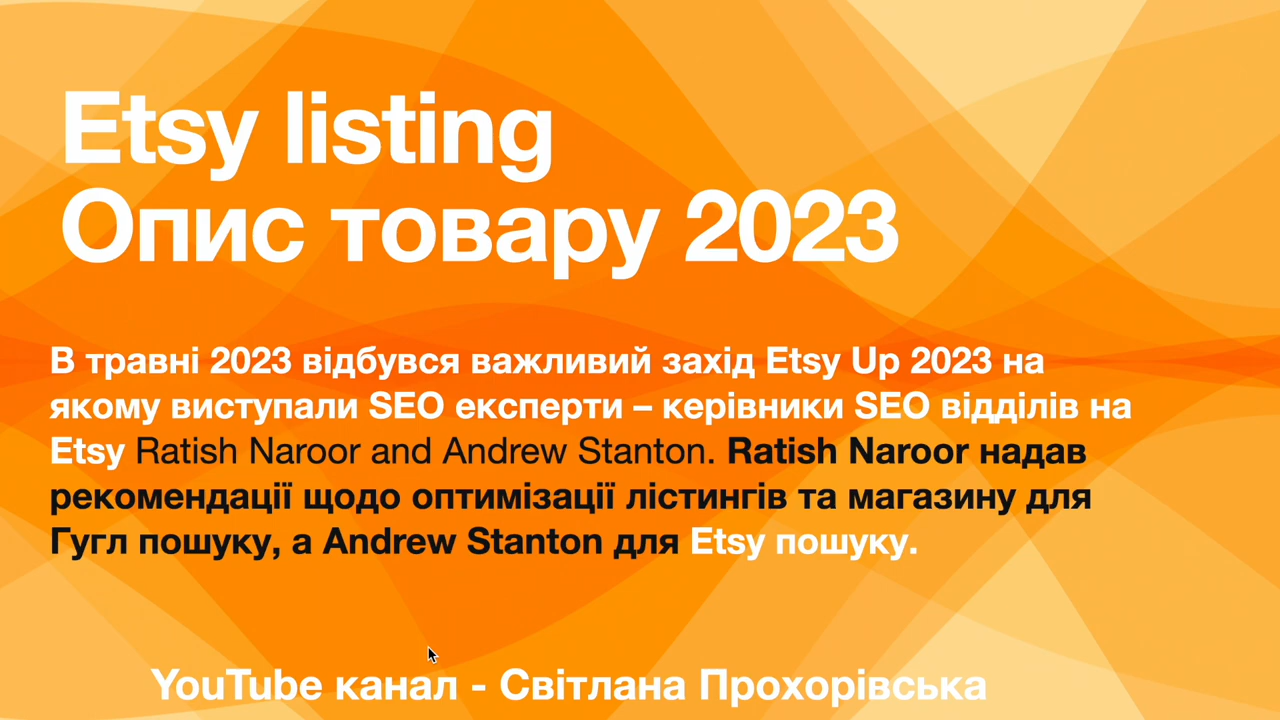 Etsy listing
Опис товару 2023
В травні 2023 відбувся важливий захід Etsy Up 2023 на
якому виступали SEO експерти – керівники SEO відділів на
Etsy Ratish Naroor and Andrew Stanton. Ratish Naroor надав
рекомендації щодо оптимізації лістингів та магазину для
Гугл пошуку, а Andrew Stanton для Etsy пошуку.
YouTube канал - Світлана Прохорівська